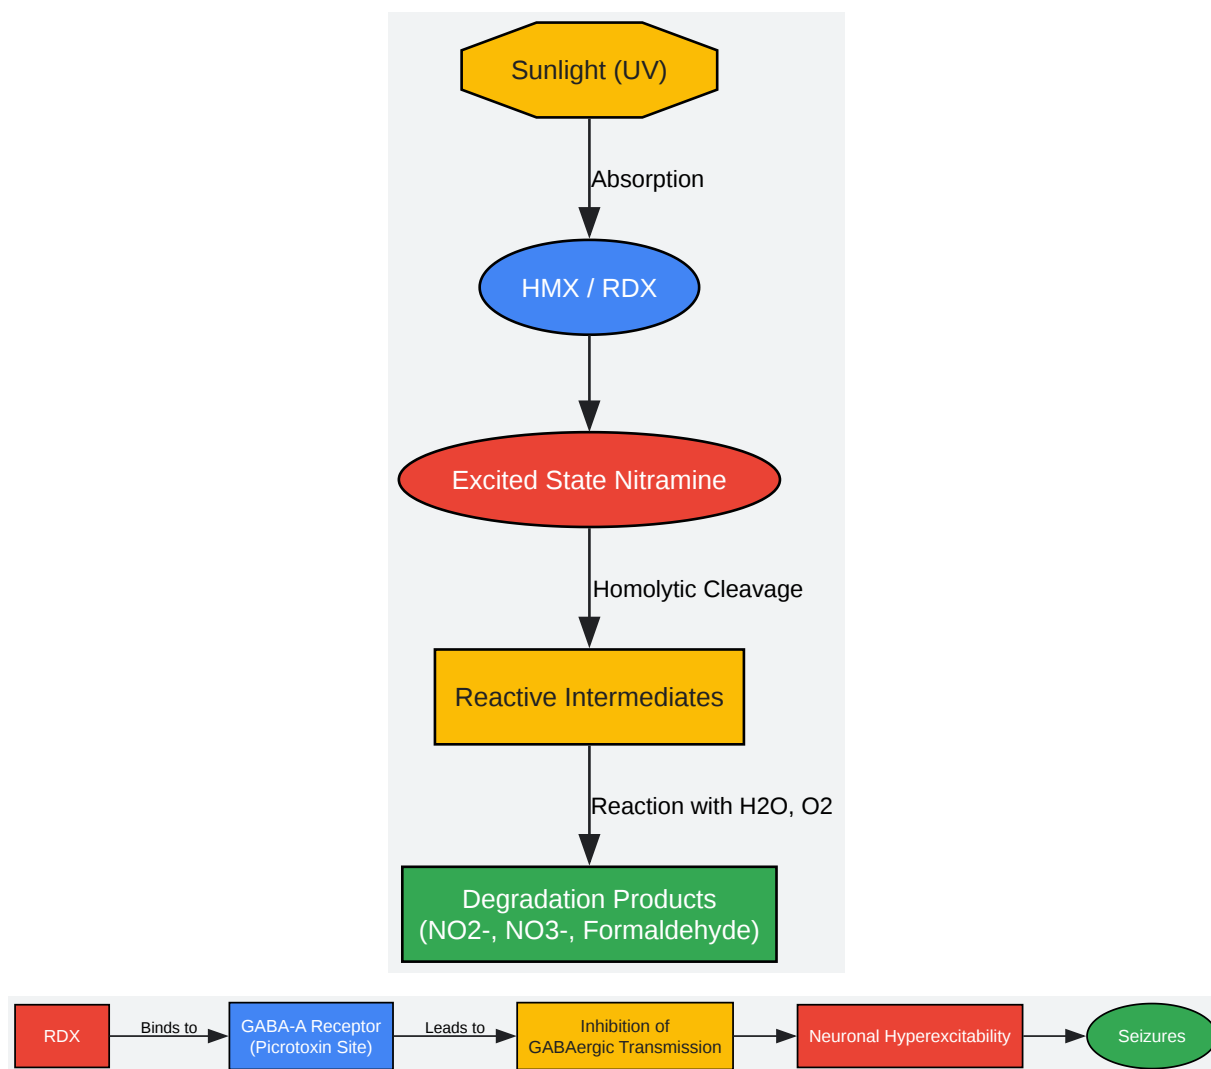 Sunlight (UV)
Absorption
HMX / RDX
Excited State Nitramine
Homolytic Cleavage
Reactive Intermediates
Reaction with H2O, O2
Degradation Products
(NO2-, NO3-, Formaldehyde)
RDX
Binds to
GABA-A Receptor
(Picrotoxin Site)
Leads to
Inhibition of
GABAergic Transmission
Neuronal Hyperexcitability
Seizures